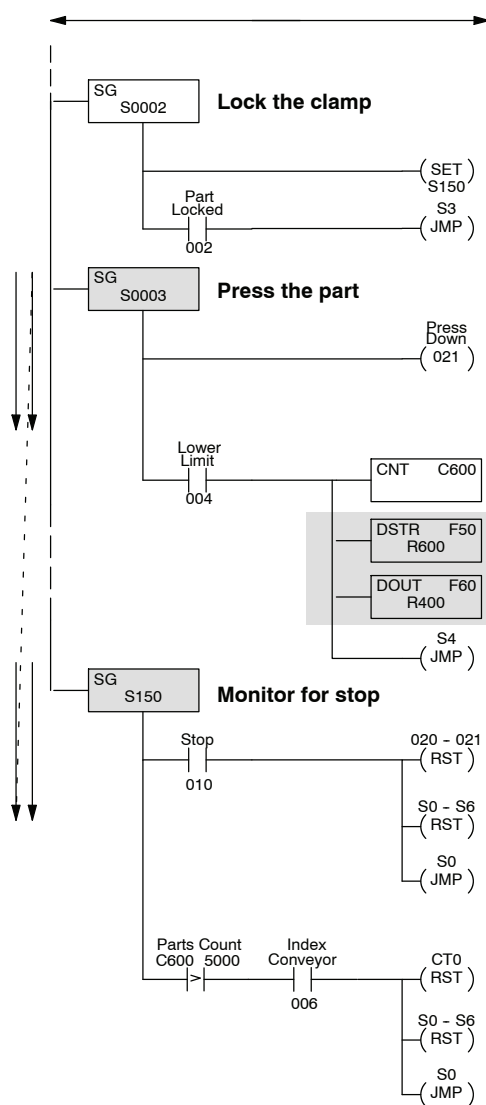 SG
S0002
Lock the clamp
SET
S150
Part
Locked
002
S3
JMP
SG
S0003
Press the part
Press
Down
021
Lower
Limit
004
CNT C600
DSTR F50
R600
DOUT F60
R400
S4
JMP
SG
S150
Monitor for stop
Stop
010
020 - 021
RST
S0 - S6
RST
S0
JMP
Parts Count
C600 5000
>
Index
Conveyor
006
CT0
RST
S0 - S6
RST
S0
JMP